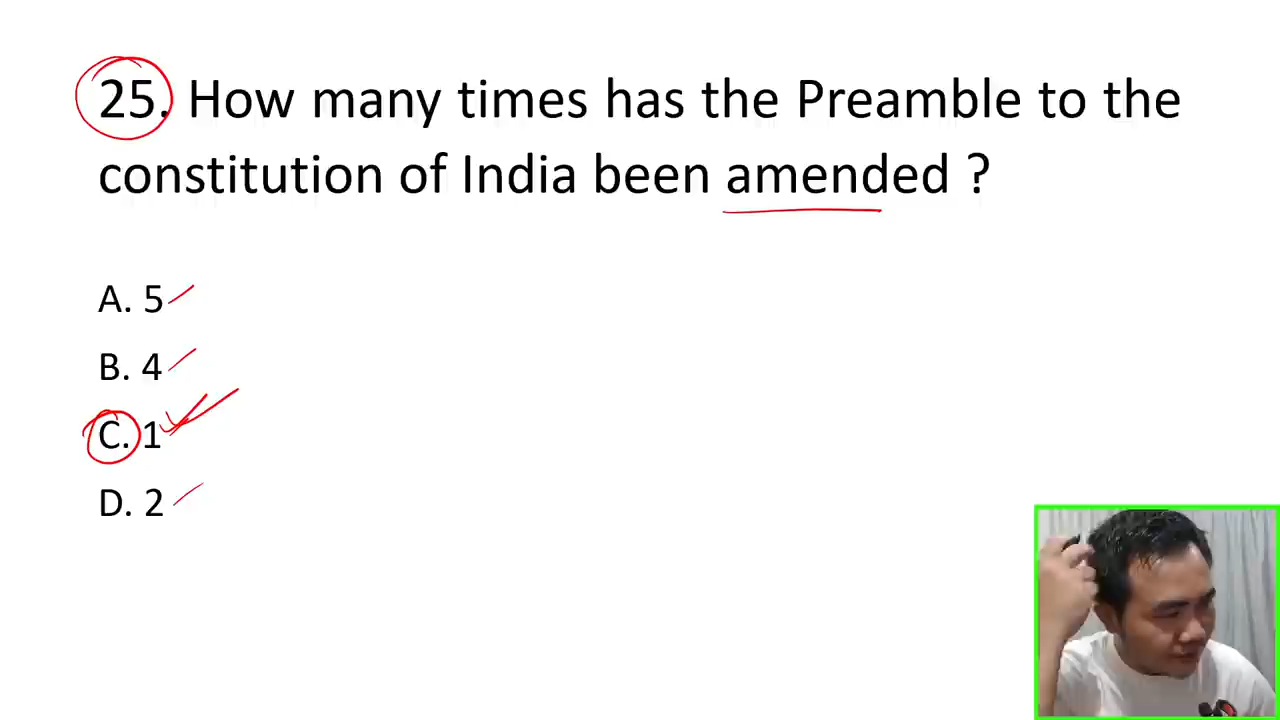 25. How many times has the Preamble to the
constitution of India been amended ?
A. 5
B. 4
C. 1
D. 2